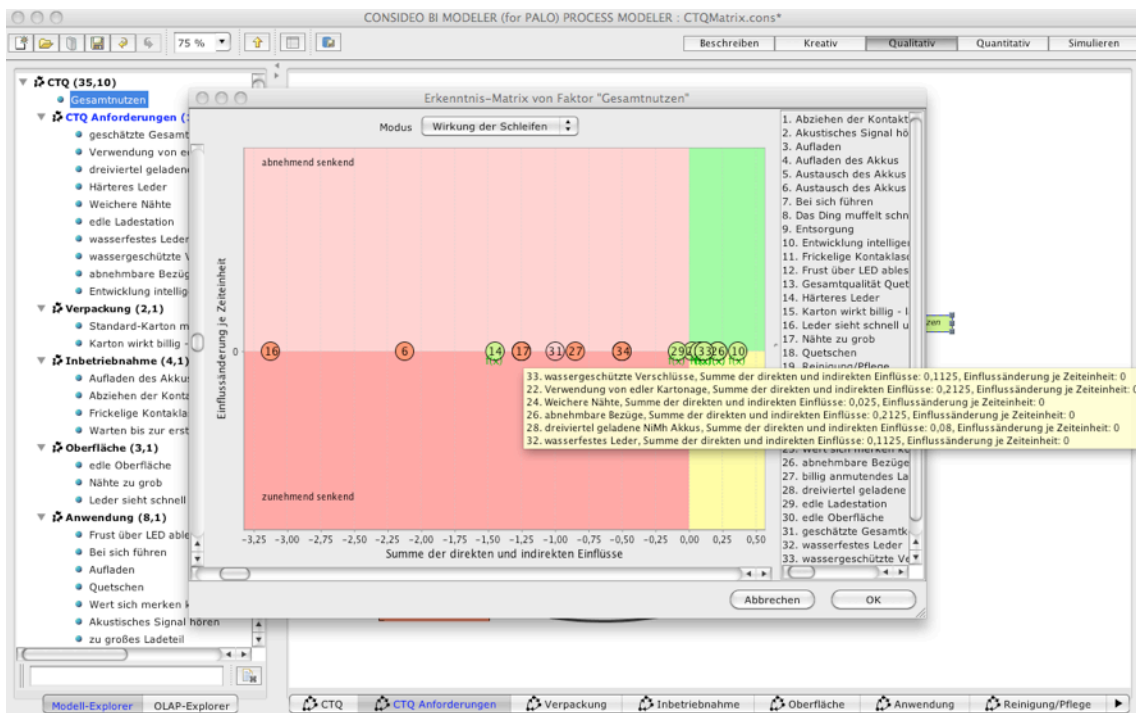 CONSIDEO BI MODELER (for PALO) PROCESS MODELER : CTQMatrix.cons*
75 %
Beschreiben
Kreativ
Qualitativ
Quantitativ
Simulieren
CTQ (35,10)
Gesamtnutzen
CTQ Anforderungen (
geschätzte Gesamt
Verwendung von e
dreiviertel geladen
Härteres Leder
Weichere Nähte
edle Ladestation
wasserfestes Leder
wassergeschützte V
abnehmbare Bezüg
Entwicklung intellig
Verpackung (2,1)
Standard-Karton m
Karton wirkt billig -
Inbetriebnahme (4,1)
Aufladen des Akku
Abziehen der Konta
Frickelige Kontakla
Warten bis zur erst
Oberfläche (3,1)
edle Oberfläche
Nähte zu grob
Leder sieht schnell
Anwendung (8,1)
Frust über LED able
Bei sich führen
Aufladen
Quetschen
Wert sich merken k
Akustisches Signal hören
zu großes Ladeteil
Modell-Explorer
OLAP-Explorer
Erkenntnis-Matrix von Faktor "Gesamtnutzen"
Modus
Wirkung der Schleifen
abnehmend senkend
Einflussänderung je Zeiteinheit
0
16
6
14
17
31
27
34
29
33
26
10
zunehmend senkend
-3,25
-3,00
-2,75
-2,50
-2,25
-2,00
-1,75
-1,50
-1,25
-1,00
-0,75
-0,50
-0,25
0,00
0,25
0,50
Summe der direkten und indirekten Einflüsse
1. Abziehen der Kontakt
2. Akustisches Signal hö
3. Aufladen
4. Aufladen des Akkus
5. Austausch des Akkus
6. Austausch des Akkus
7. Bei sich führen
8. Das Ding muffelt schn
9. Entsorgung
10. Entwicklung intelliger
11. Frickelige Kontaklas
12. Frust über LED ables
13. Gesamtqualität Quet
14. Härteres Leder
15. Karton wirkt billig - l
16. Leder sieht schnell u
17. Nähte zu grob
18. Quetschen
19. Reinigung/Pflege
33. wassergeschützte Verschlüsse, Summe der direkten und indirekten Einflüsse: 0,1125, Einflussänderung je Zeiteinheit: 0
22. Verwendung von edler Kartonage, Summe der direkten und indirekten Einflüsse: 0,2125, Einflussänderung je Zeiteinheit: 0
24. Weichere Nähte, Summe der direkten und indirekten Einflüsse: 0,025, Einflussänderung je Zeiteinheit: 0
26. abnehmbare Bezüge, Summe der direkten und indirekten Einflüsse: 0,2125, Einflussänderung je Zeiteinheit: 0
28. dreiviertel geladene NiMh Akkus, Summe der direkten und indirekten Einflüsse: 0,08, Einflussänderung je Zeiteinheit: 0
32. wasserfestes Leder, Summe der direkten und indirekten Einflüsse: 0,1125, Einflussänderung je Zeiteinheit: 0
25. Wert sich merken
26. abnehmbare Bezüge
27. billig anmutendes La
28. dreiviertel geladene
29. edle Ladestation
30. edle Oberfläche
31. geschätzte Gesamtk
32. wasserfestes Leder
33. wassergeschützte Ve
Abbrechen
OK
CTQ
CTQ Anforderungen
Verpackung
Inbetriebnahme
Oberfläche
Anwendung
Reinigung/Pflege